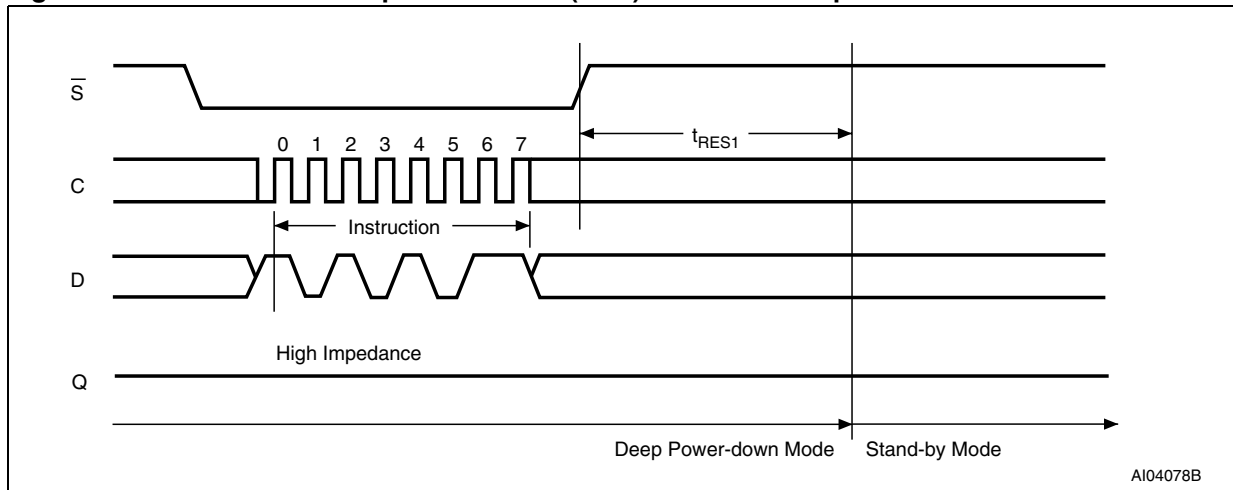 S
0 1 2 3 4 5 6 7
tRES1
C
Instruction
D
High Impedance
Q
Deep Power-down Mode Stand-by Mode
AI04078B